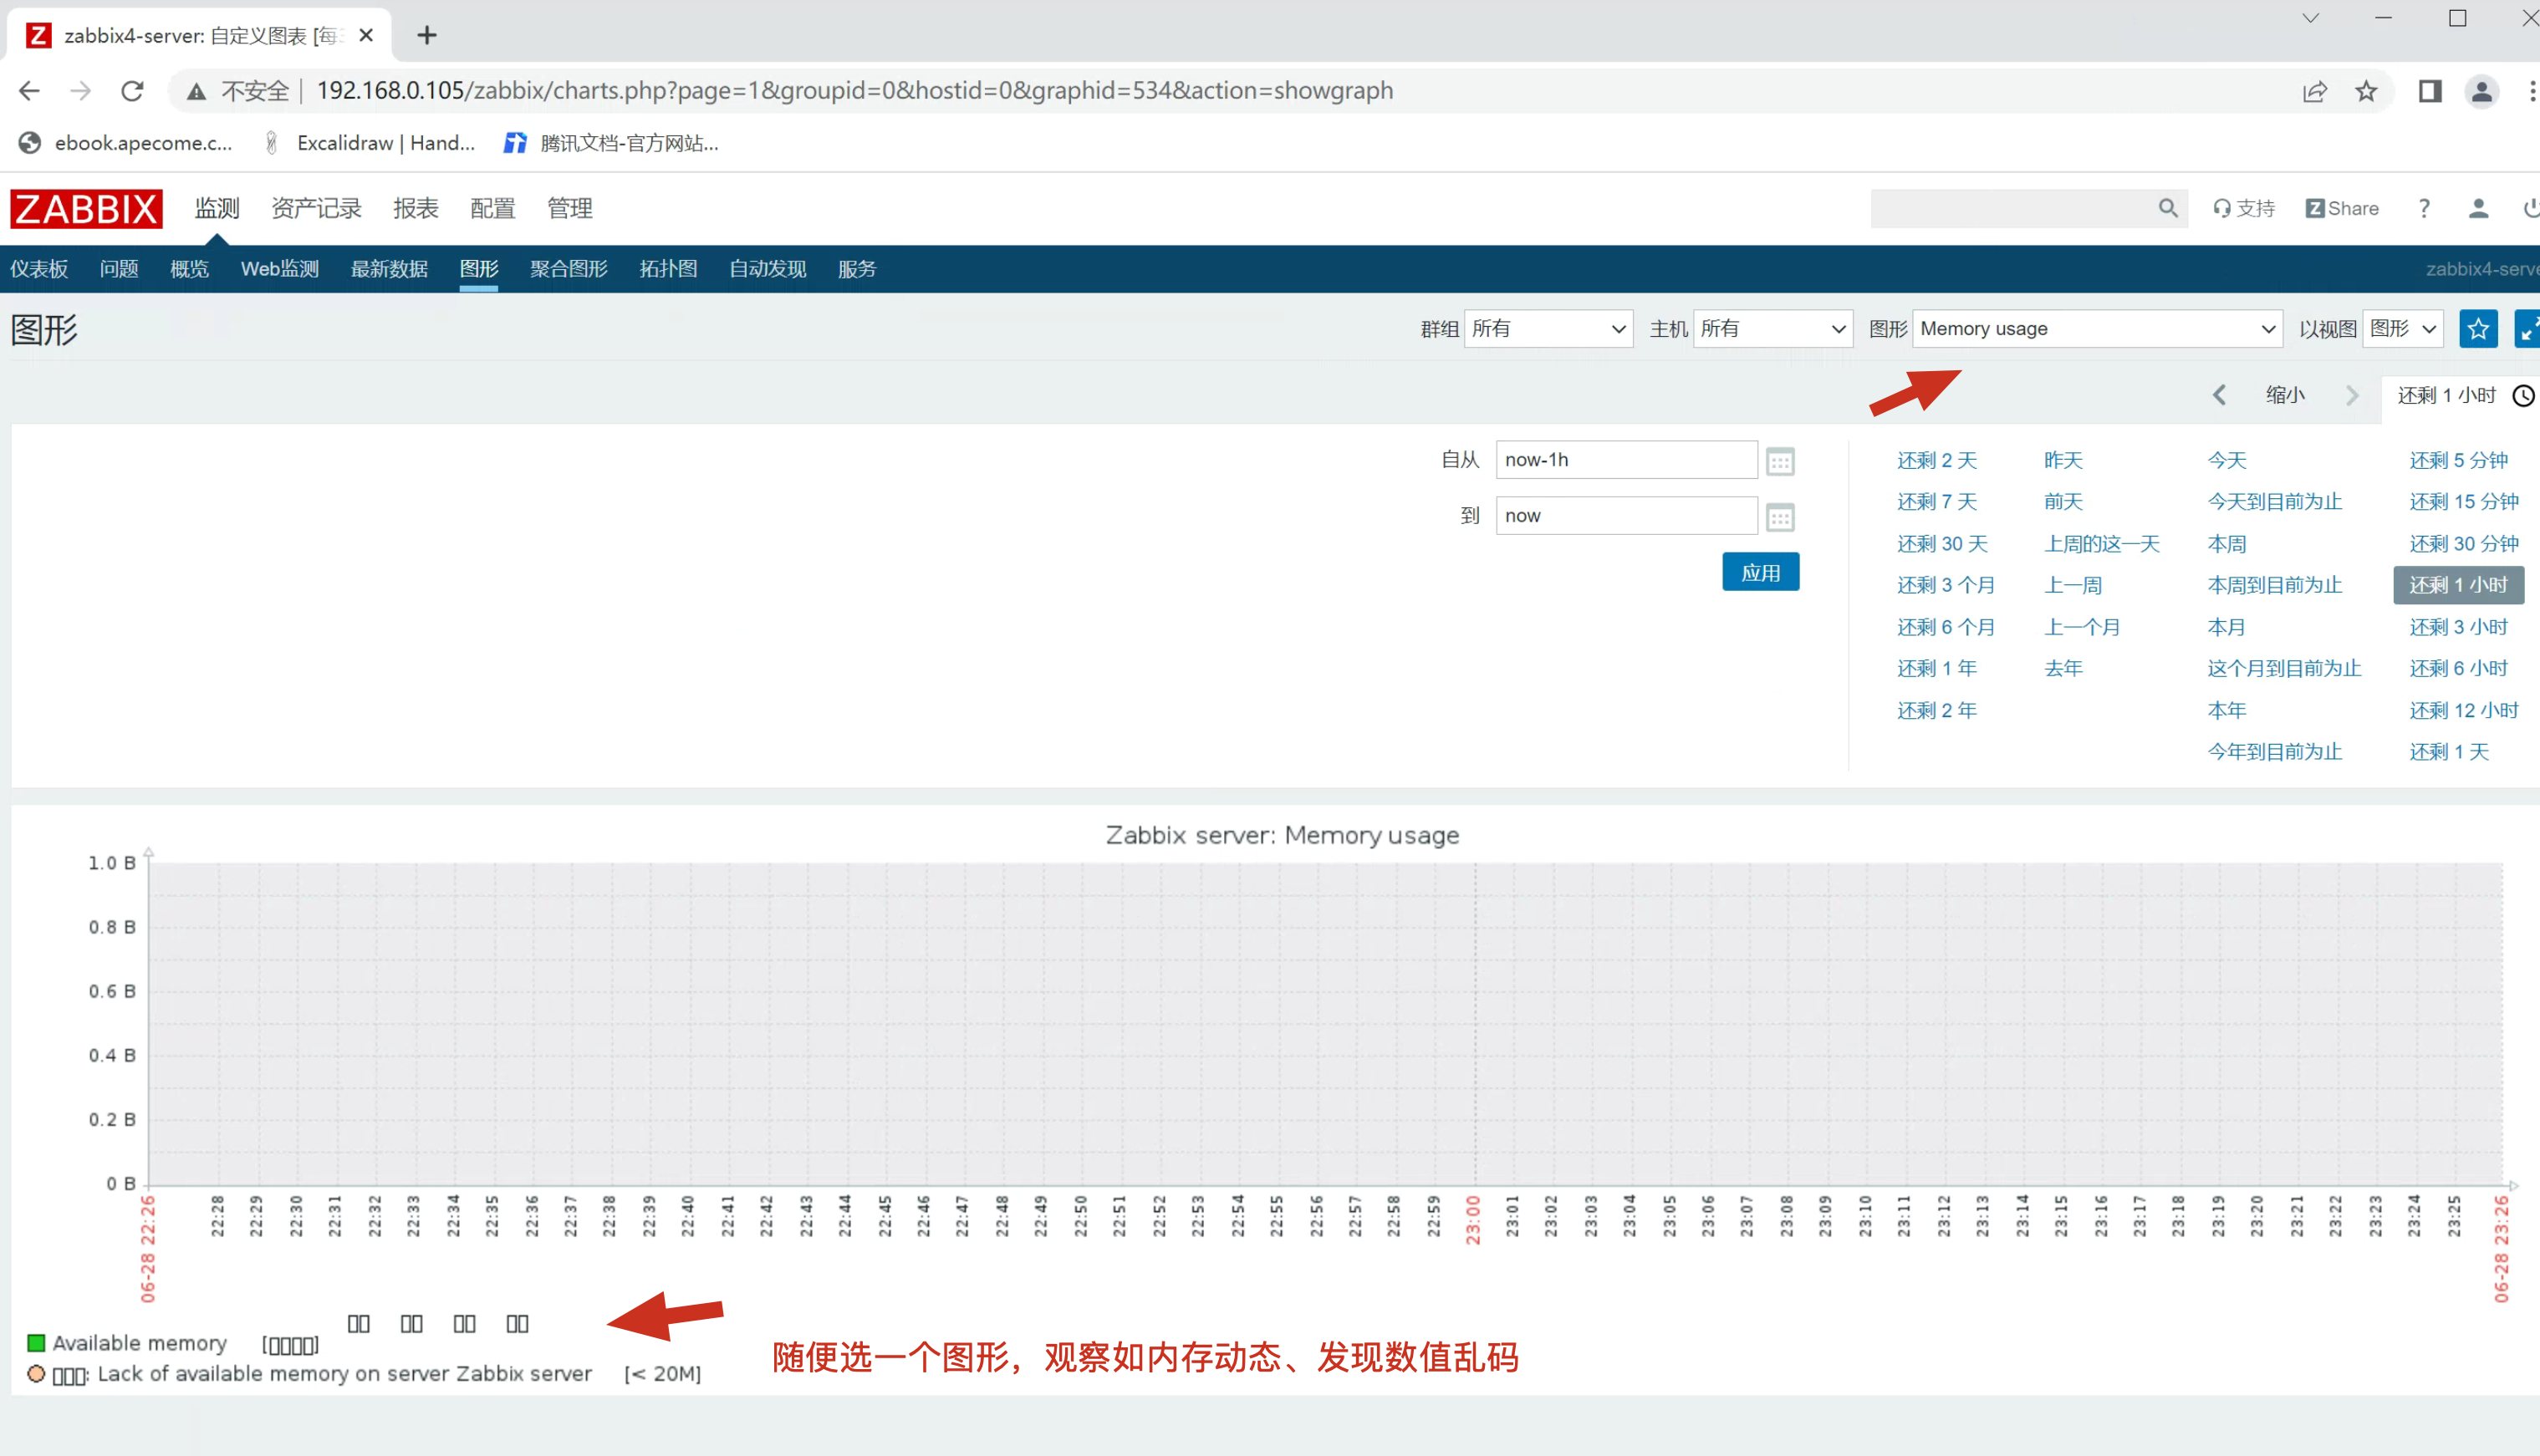 zabbix4-server: 自定义图表 [每3
不安全 192.168.0.105/zabbix/charts.php?page=1&groupid=0&hostid=0&graphid=534&action=showgraph
ebook.apecome.c... Excalidraw | Hand... 腾讯文档-官方网站...
ZABBIX 监测 资产记录 报表 配置 管理 支持 Z Share ?
仪表板 问题 概览 Web监测 最新数据 图形 聚合图形 拓扑图 自动发现 服务 zabbix4-serve
图形 群组 所有 主机 所有 图形 Memory usage 以视图 图形
缩小 还剩 1 小时
自从 now-1h
到 now
应用
还剩 2 天 昨天 今天 还剩 5 分钟
还剩 7 天 前天 今天到目前为止 还剩 15 分钟
还剩 30 天 上周的这一天 本周 还剩 30 分钟
还剩 3 个月 上一周 本周到目前为止 还剩 1 小时
还剩 6 个月 上一个月 本月 还剩 3 小时
还剩 1 年 去年 这个月到目前为止 还剩 6 小时
还剩 2 年 本年 还剩 12 小时
今年到目前为止 还剩 1 天
Zabbix server: Memory usage
1.0 B
0.8 B
0.6 B
0.4 B
0.2 B
0 B
06-28 22:26 22:28 22:29 22:30 22:31 22:32 22:33 22:34 22:35 22:36 22:37 22:38 22:39 22:40 22:41 22:42 22:43 22:44 22:45 22:46 22:47 22:48 22:49 22:50 22:51 22:52 22:53 22:54 22:55 22:56 22:57 22:58 22:59 23:00 23:01 23:02 23:03 23:04 23:05 23:06 23:07 23:08 23:09 23:10 23:11 23:12 23:13 23:14 23:15 23:16 23:17 23:18 23:19 23:20 23:21 23:22 23:23 23:24 23:25 06-28 23:26
▯▯ ▯▯ ▯▯ ▯▯
Available memory [▯▯▯▯]
▯▯▯: Lack of available memory on server Zabbix server [< 20M]
随便选一个图形，观察如内存动态、发现数值乱码